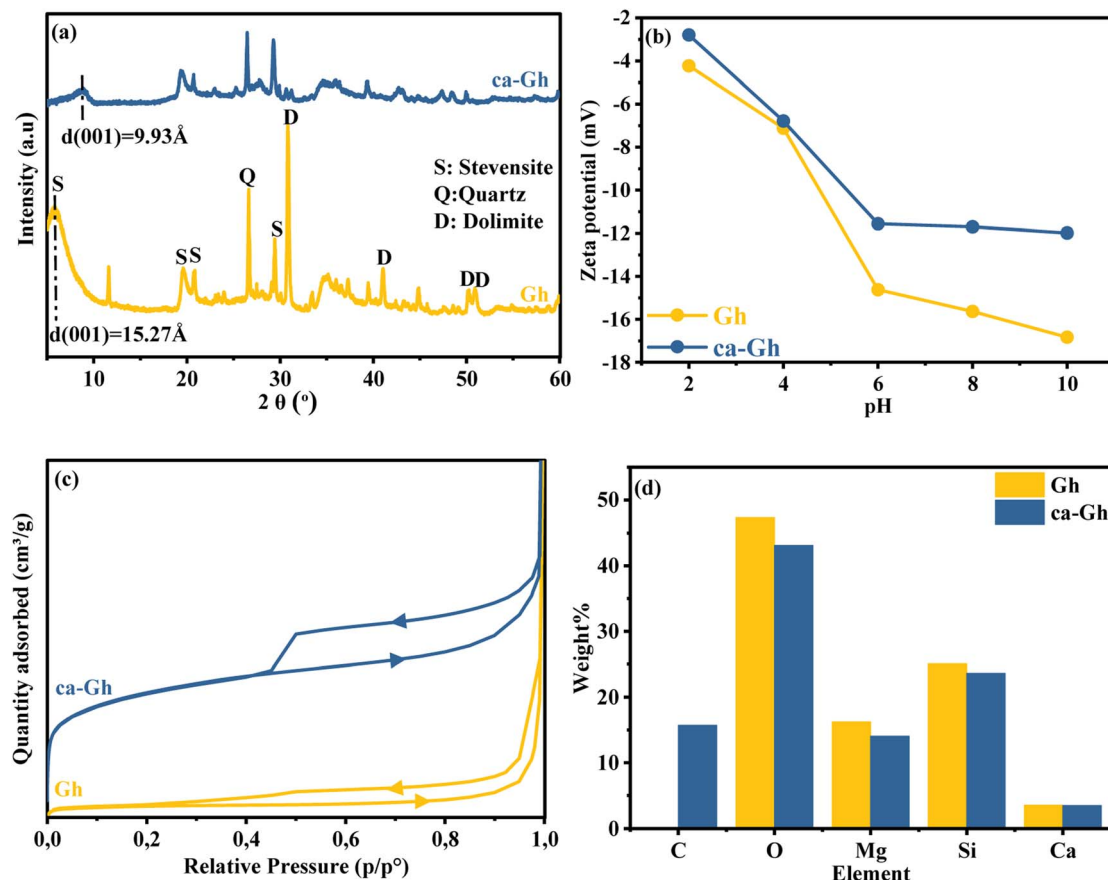 (a)
ca-Gh
d(001)=9.93Å
D
S: Stevensite
Q
S
Q:Quartz
D: Dolimite
S
S
S
D
D
D
Gh
d(001)=15.27Å
Intensity (a.u)
10
20
30
40
50
60
2 θ (°)
(b)
-2
-4
-6
-8
-10
-12
-14
-16
-18
Zeta potential (mV)
Gh
ca-Gh
2
4
6
8
10
pH
(c)
Quantity adsorbed (cm³/g)
ca-Gh
Gh
0,0
0,2
0,4
0,6
0,8
1,0
Relative Pressure (p/p°)
(d)
Gh
ca-Gh
50
40
30
20
10
0
Weight%
C
O
Mg
Si
Ca
Element